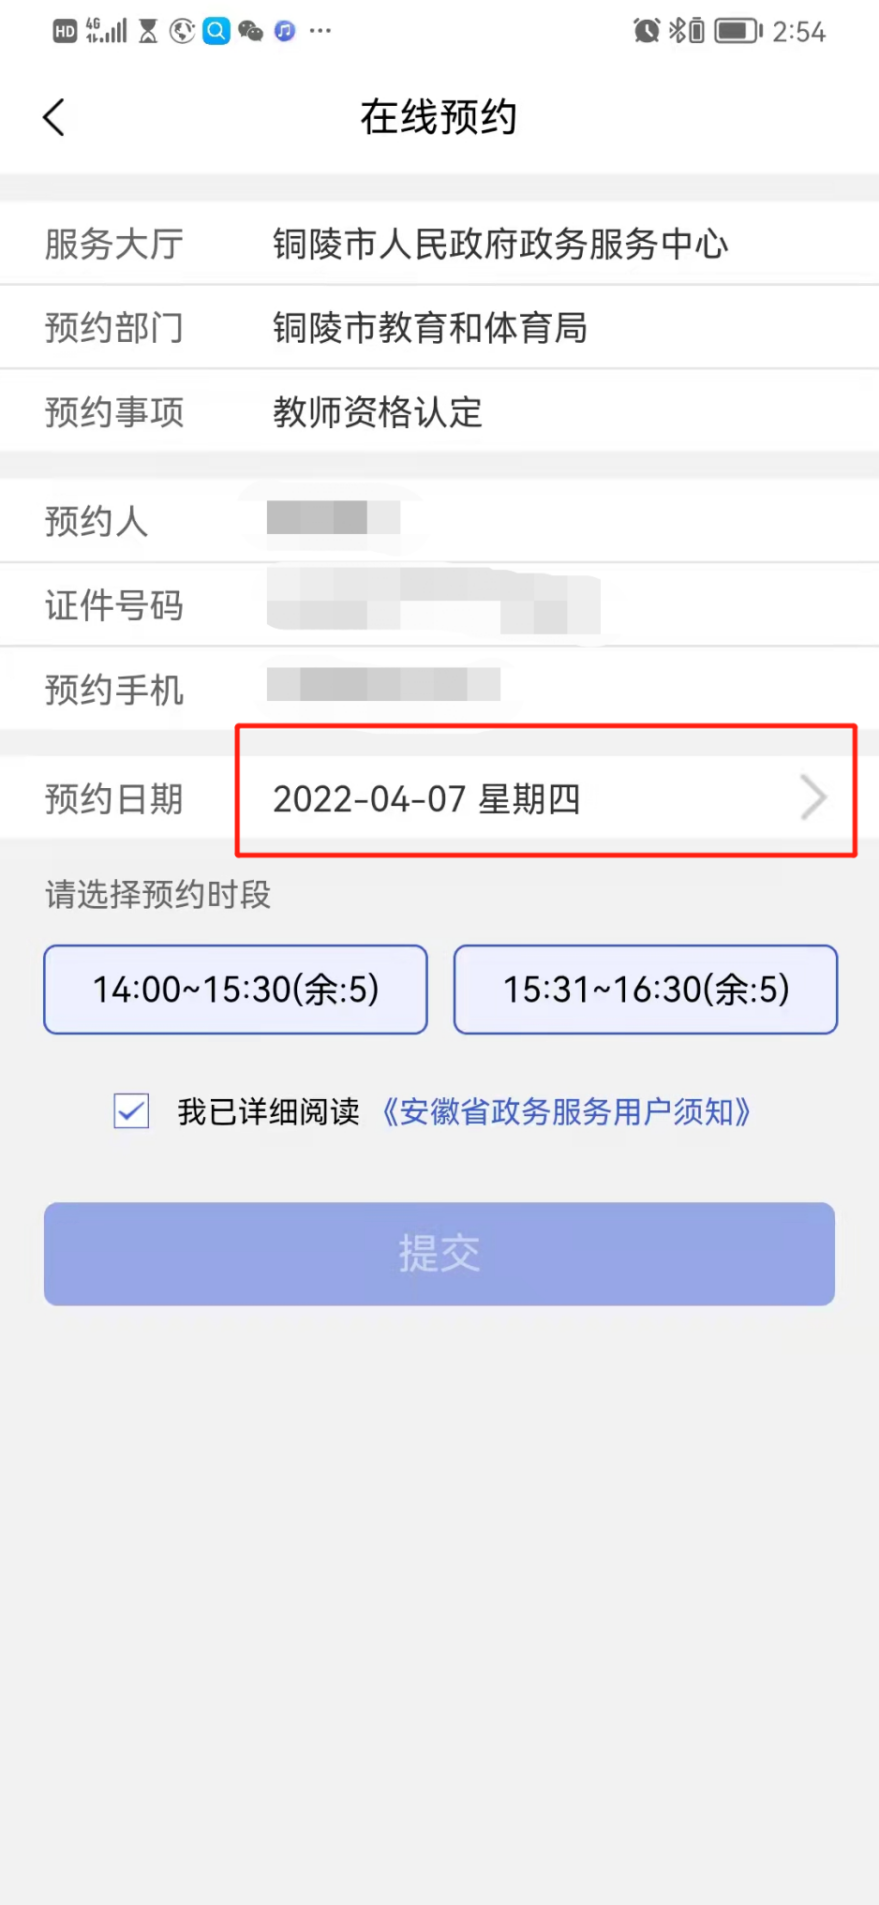 HD 4G 2:54
在线预约
服务大厅 铜陵市人民政府政务服务中心
预约部门 铜陵市教育和体育局
预约事项 教师资格认定
预约人
证件号码
预约手机
预约日期 2022-04-07 星期四
请选择预约时段
14:00~15:30(余:5) 15:31~16:30(余:5)
我已详细阅读 《安徽省政务服务用户须知》
提交